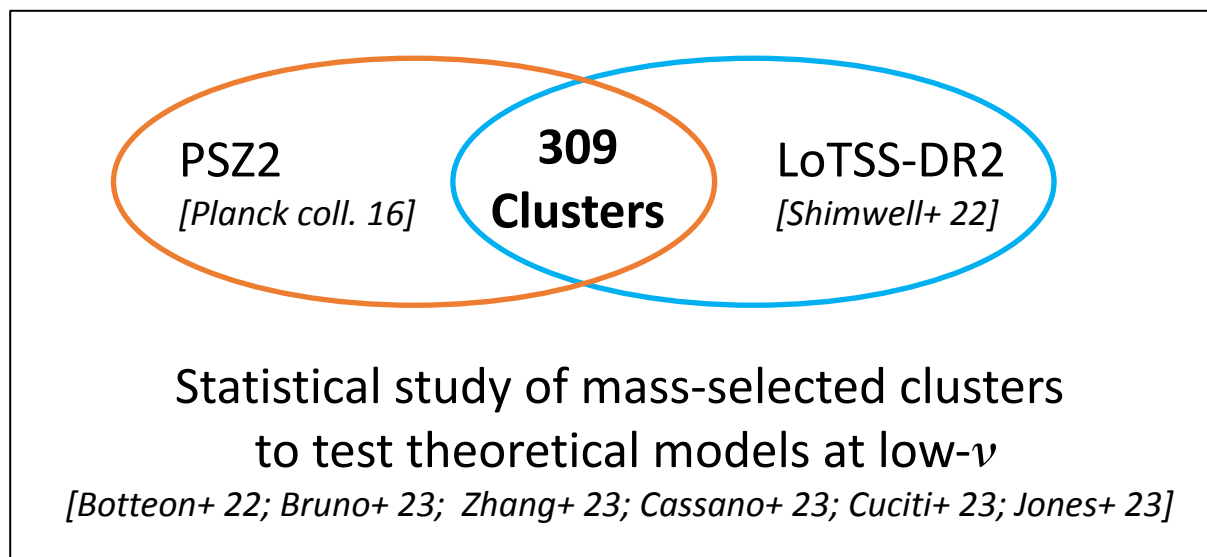 PSZ2
[Planck coll. 16]
309
Clusters
LoTSS-DR2
[Shimwell+ 22]
Statistical study of mass-selected clusters
to test theoretical models at low-ν
[Botteon+ 22; Bruno+ 23;  Zhang+ 23; Cassano+ 23; Cuciti+ 23; Jones+ 23]